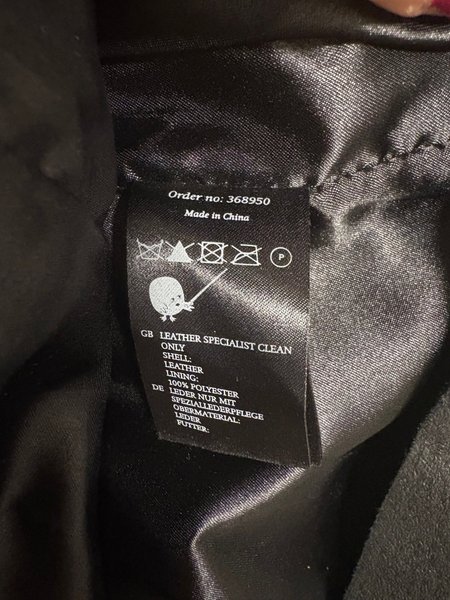 Order no: 368950
Made in China
P
GB LEATHER SPECIALIST CLEAN
ONLY
SHELL:
LEATHER
LINING:
100% POLYESTER
DE LEDER NUR MIT
SPEZIALLEDERPFLEGE
OBERMATERIAL:
LEDER
FUTTER: